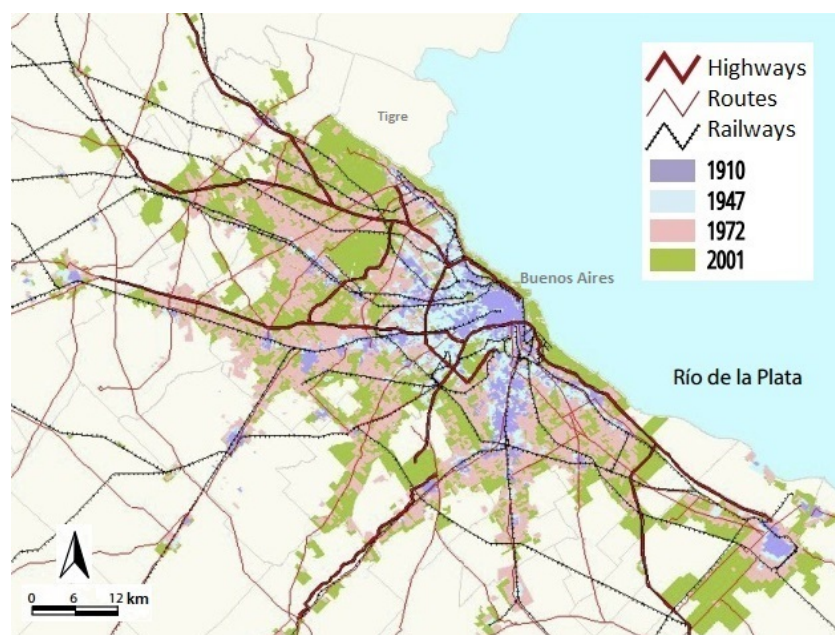 Highways
Routes
Railways
1910
1947
1972
2001
Tigre
Buenos Aires
Río de la Plata
0 6 12 km